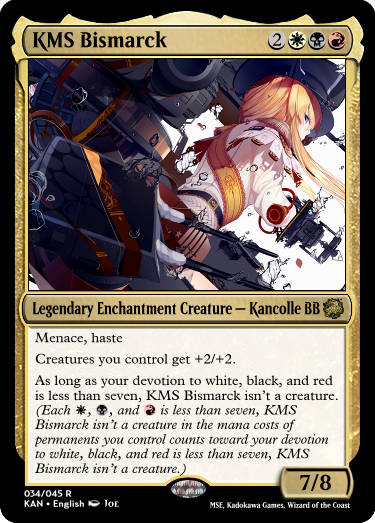 KMS Bismarck 2
Legendary Enchantment Creature — Kancolle BB
Menace, haste
Creatures you control get +2/+2.
As long as your devotion to white, black, and red
is less than seven, KMS Bismarck isn't a creature.
(Each , , and is less than seven, KMS
Bismarck isn't a creature in the mana costs of
permanents you control counts toward your devotion
to white, black, and red is less than seven, KMS
Bismarck isn't a creature.)
7/8
034/045 R
KAN • English JOE
MSE, Kadokawa Games, Wizard of the Coast